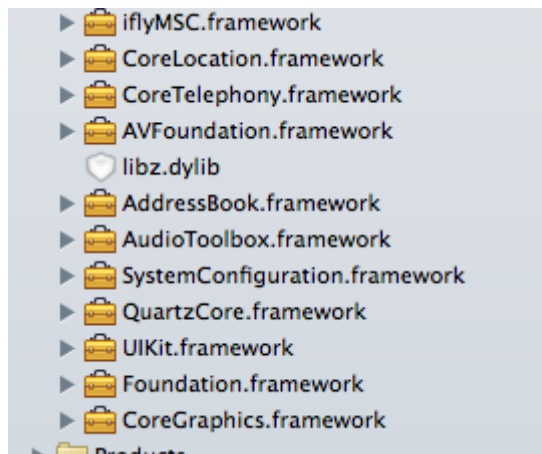 iflyMSC.framework
CoreLocation.framework
CoreTelephony.framework
AVFoundation.framework
libz.dylib
AddressBook.framework
AudioToolbox.framework
SystemConfiguration.framework
QuartzCore.framework
UIKit.framework
Foundation.framework
CoreGraphics.framework
Products